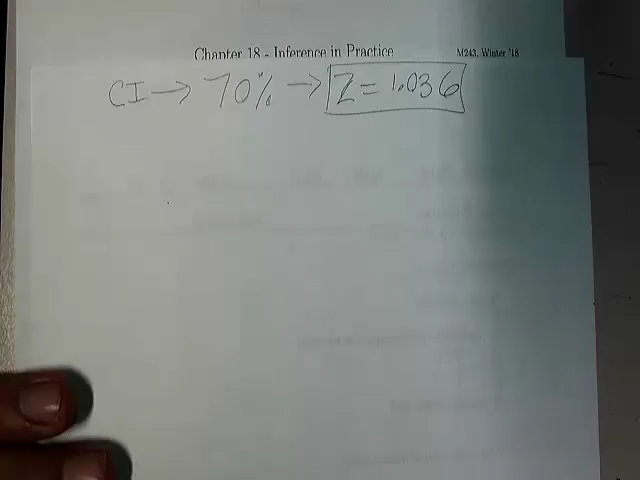 Chapter 18 - Inference in Practice M243, Winter '18
CI → 70% → Z = 1.036